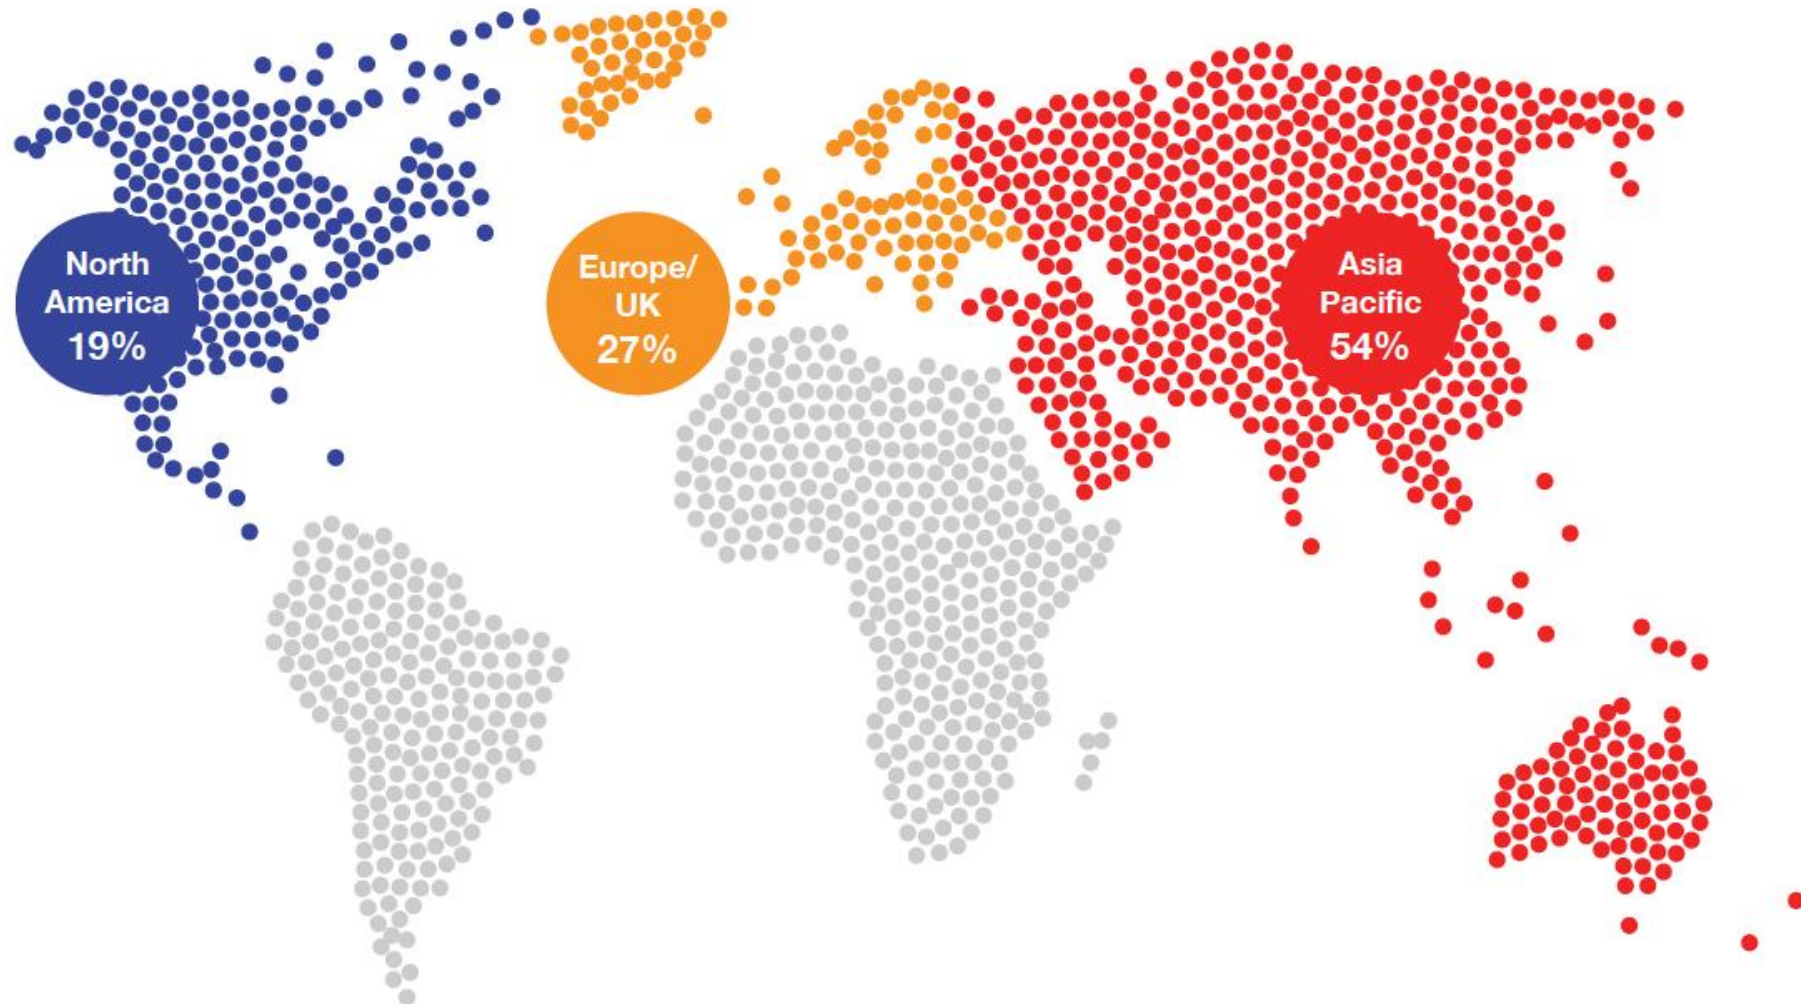 North
America
19%
Europe/
UK
27%
Asia
Pacific
54%